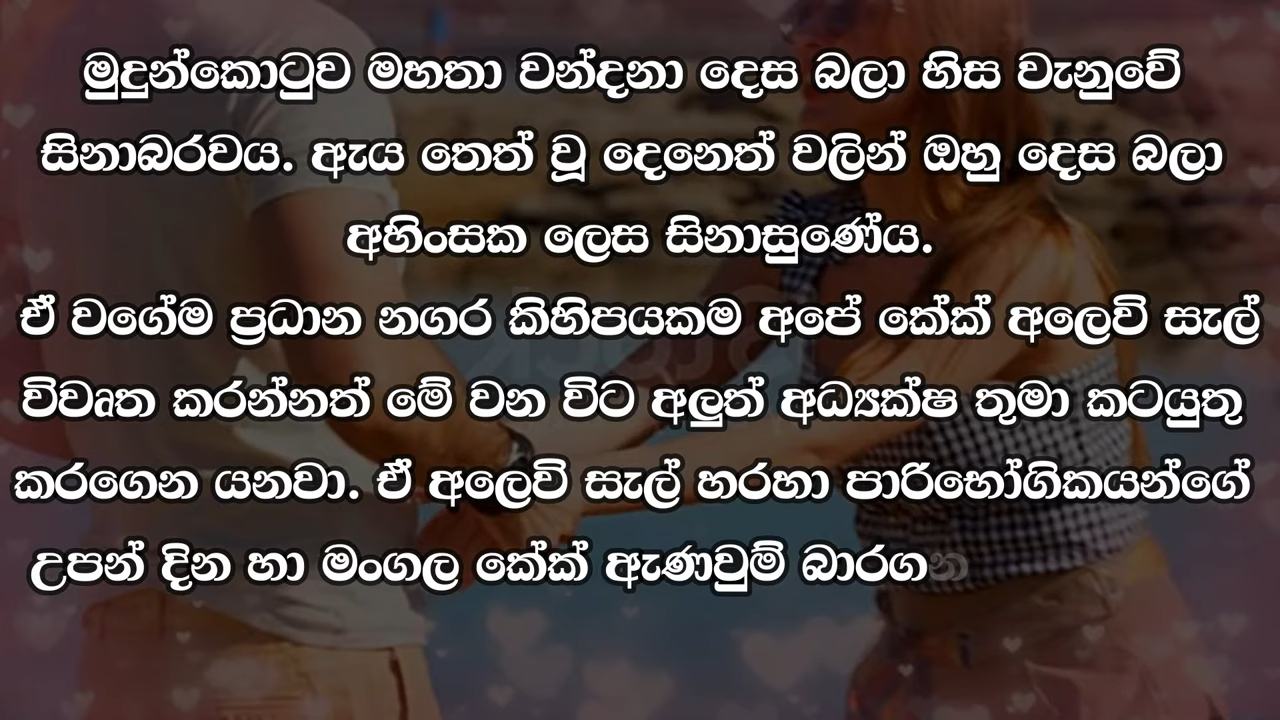 මුදුන්කොටුව මහතා වන්දනා දෙස බලා හිස වැනුවේ
සිනාබරවය. ඇය තෙත් වූ දෙනෙත් වලින් ඔහු දෙස බලා
අහිංසක ලෙස සිනාසුණේය.
ඒ වගේම ප්‍රධාන නගර කිහිපයකම අපේ කේක් අලෙවි සැල්
විවෘත කරන්නත් මේ වන විට අලුත් අධ්‍යක්ෂ තුමා කටයුතු
කරගෙන යනවා. ඒ අලෙවි සැල් හරහා පාරිභෝගිකයන්ගේ
උපන් දින හා මංගල කේක් ඇණවුම් බාරගන